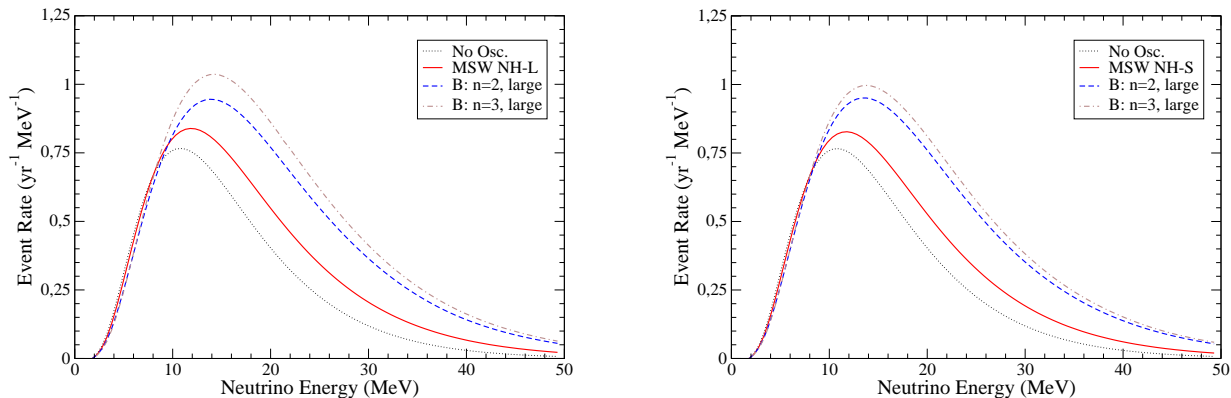 1,25
1
0,75
0,5
0,25
0
Event Rate (yr⁻¹ MeV⁻¹)
No Osc.
MSW NH-L
B: n=2, large
B: n=3, large
0 10 20 30 40 50
Neutrino Energy (MeV)
1,25
1
0,75
0,5
0,25
0
Event Rate (yr⁻¹ MeV⁻¹)
No Osc.
MSW NH-S
B: n=2, large
B: n=3, large
0 10 20 30 40 50
Neutrino Energy (MeV)